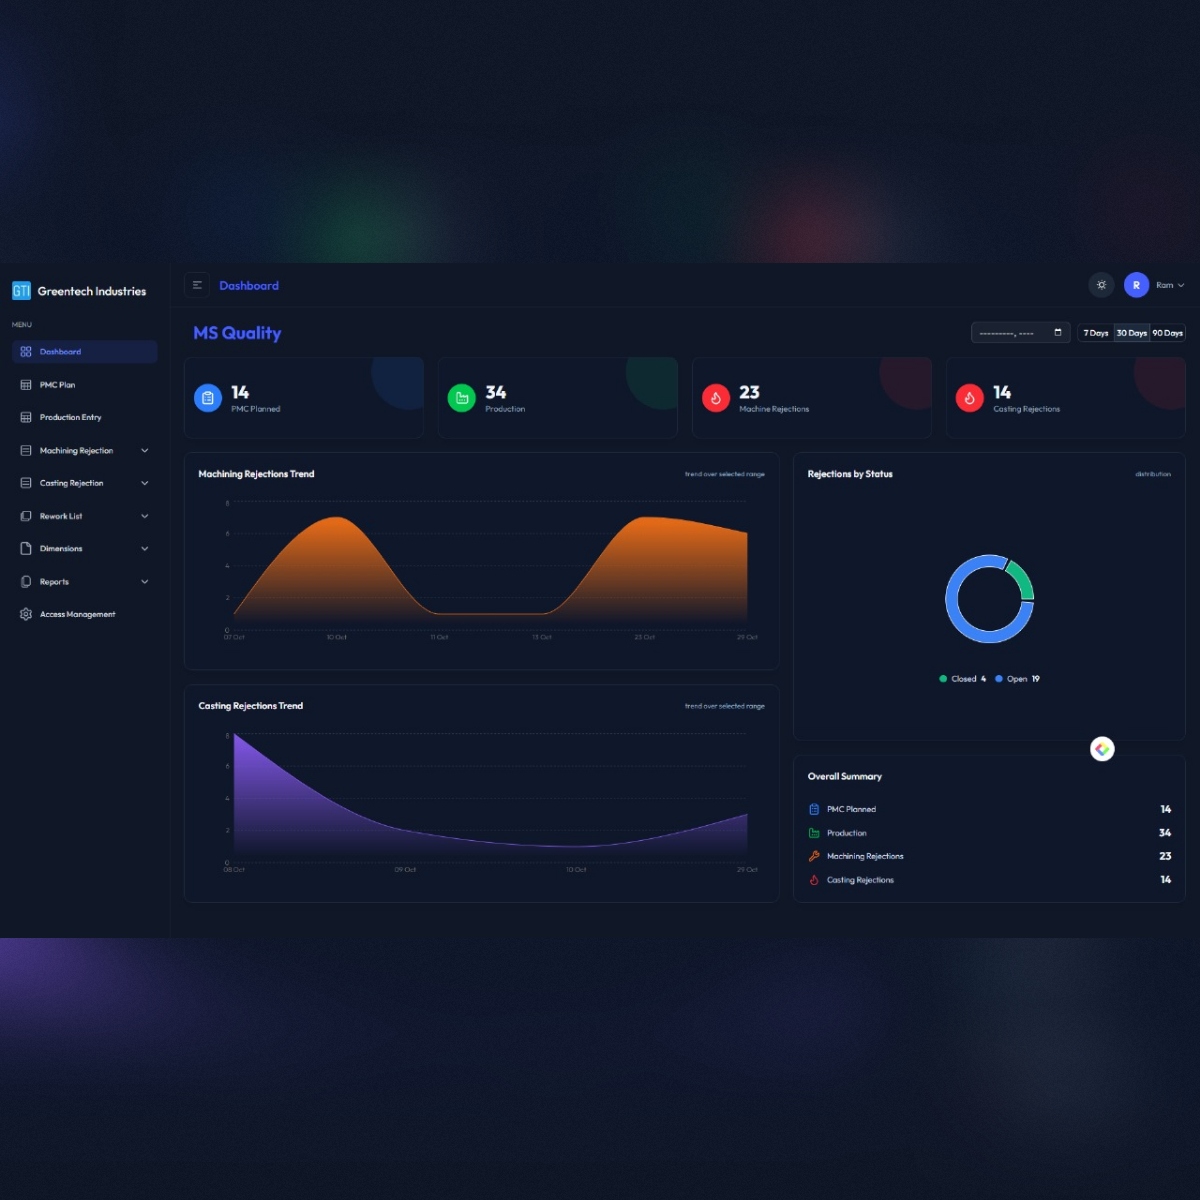 GTI Greentech Industries
MENU
Dashboard
PMC Plan
Production Entry
Machining Rejection
Casting Rejection
Rework List
Dimensions
Reports
Access Management
Dashboard
R Ram
MS Quality
---------, ----
7 Days 30 Days 90 Days
14
PMC Planned
34
Production
23
Machine Rejections
14
Casting Rejections
Machining Rejections Trend
trend over selected range
8
6
4
2
0
07 Oct 10 Oct 11 Oct 13 Oct 23 Oct 29 Oct
Casting Rejections Trend
trend over selected range
8
6
4
2
0
08 Oct 09 Oct 10 Oct 29 Oct
Rejections by Status
distribution
Closed 4 Open 19
Overall Summary
PMC Planned 14
Production 34
Machining Rejections 23
Casting Rejections 14